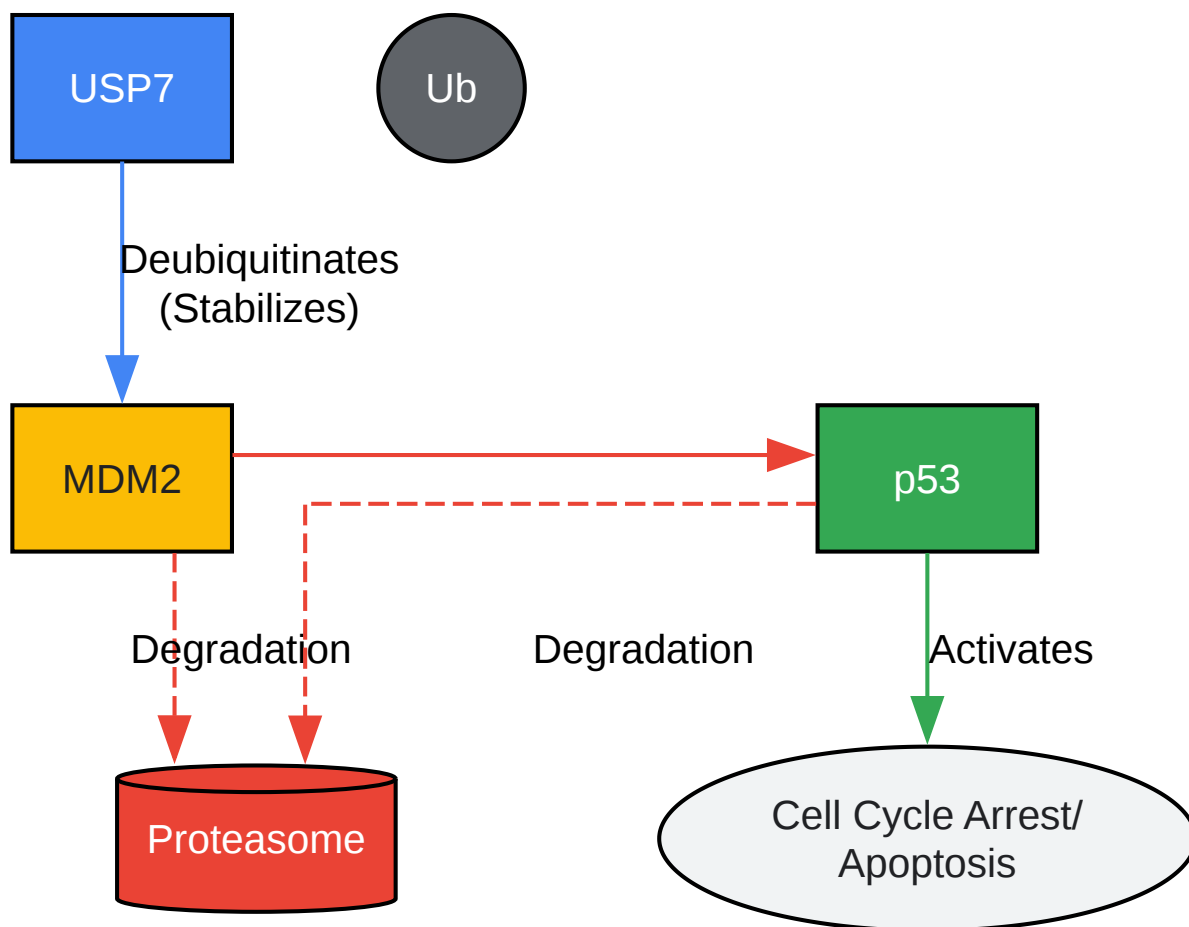 USP7
Ub
Deubiquitinates
(Stabilizes)
MDM2
p53
Degradation
Degradation
Activates
Proteasome
Cell Cycle Arrest/
Apoptosis